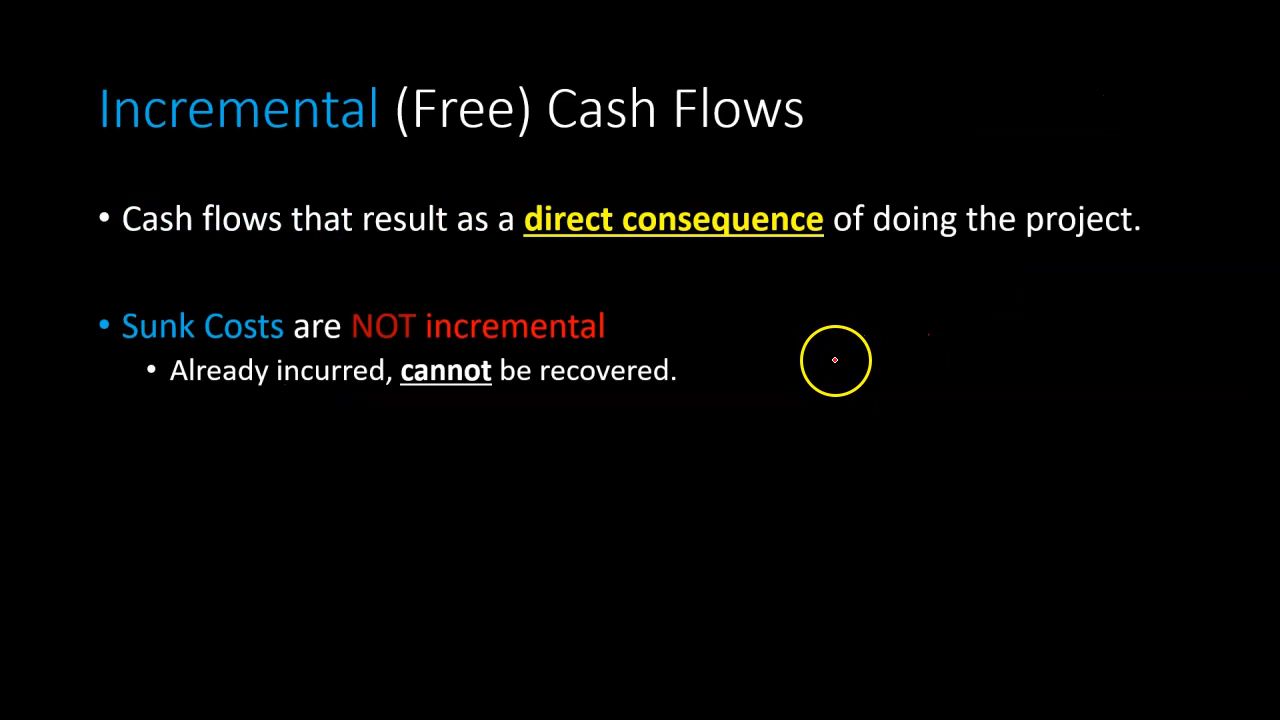 Incremental (Free) Cash Flows
• Cash flows that result as a direct consequence of doing the project.
• Sunk Costs are NOT incremental
• Already incurred, cannot be recovered.